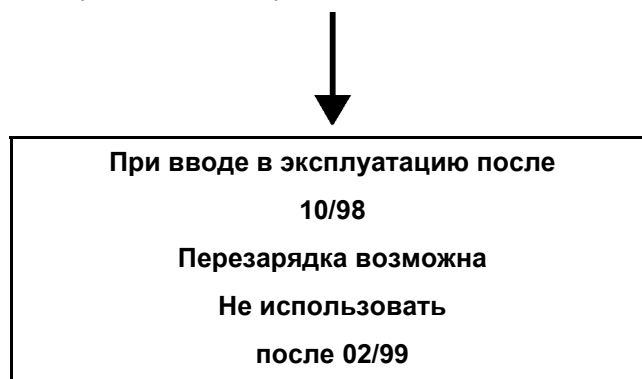 При вводе в эксплуатацию после
10/98
Перезарядка возможна
Не использовать
после 02/99